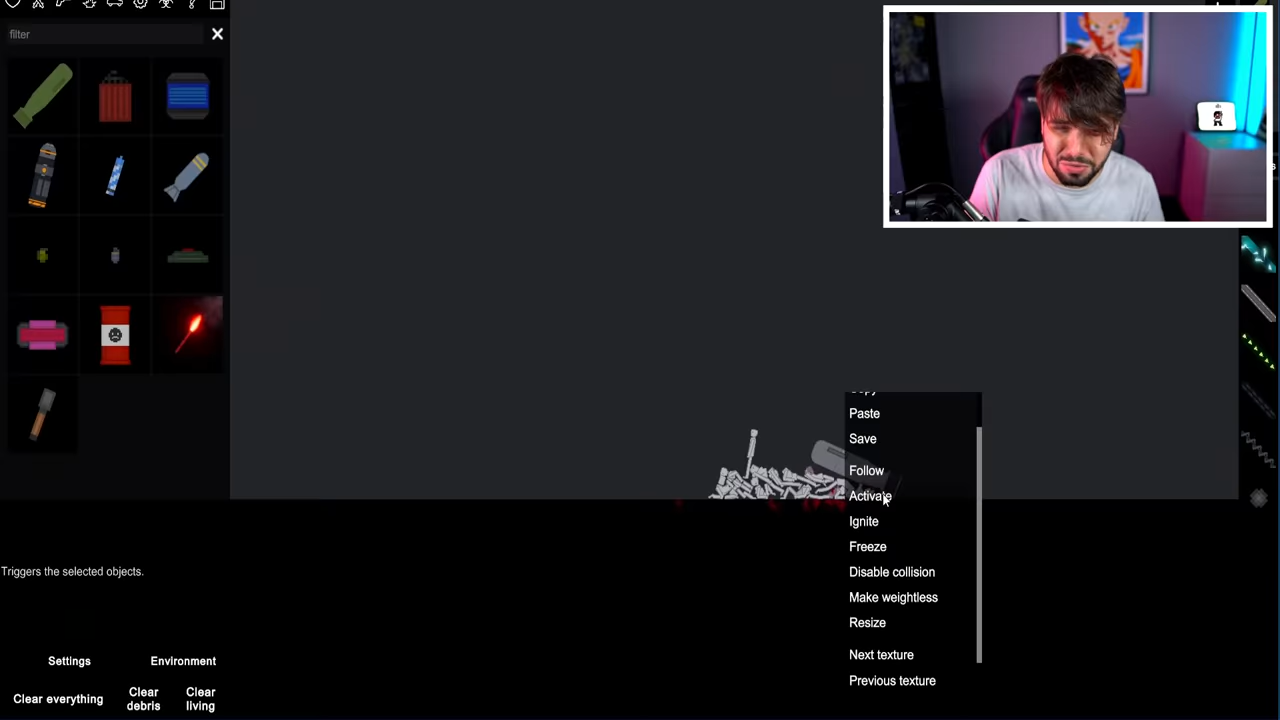 filter
Copy
Paste
Save
Follow
Activate
Ignite
Freeze
Disable collision
Make weightless
Resize
Next texture
Previous texture
Triggers the selected objects.
Settings
Environment
Clear everything
Clear debris
Clear living